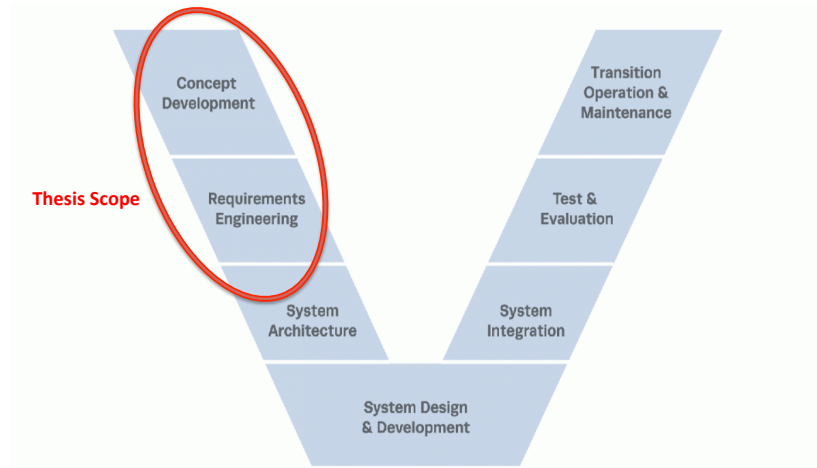 Concept
Development
Thesis Scope
Requirements
Engineering
System
Architecture
System Design
& Development
System
Integration
Test &
Evaluation
Transition
Operation &
Maintenance